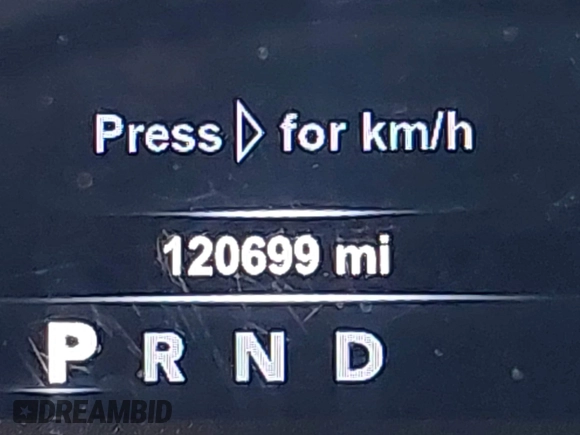 Press ▷ for km/h
120699 mi
P R N D
DREAMBID